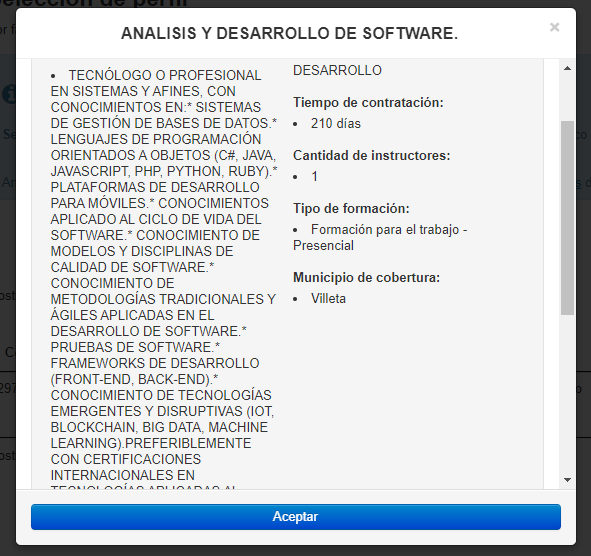 ANALISIS Y DESARROLLO DE SOFTWARE.
×
• TECNÓLOGO O PROFESIONAL
EN SISTEMAS Y AFINES, CON
CONOCIMIENTOS EN:* SISTEMAS
DE GESTIÓN DE BASES DE DATOS.*
LENGUAJES DE PROGRAMACIÓN
ORIENTADOS A OBJETOS (C#, JAVA,
JAVASCRIPT, PHP, PYTHON, RUBY).*
PLATAFORMAS DE DESARROLLO
PARA MÓVILES.* CONOCIMIENTOS
APLICADO AL CICLO DE VIDA DEL
SOFTWARE.* CONOCIMIENTO DE
MODELOS Y DISCIPLINAS DE
CALIDAD DE SOFTWARE.*
CONOCIMIENTO DE
METODOLOGÍAS TRADICIONALES Y
ÁGILES APLICADAS EN EL
DESARROLLO DE SOFTWARE.*
PRUEBAS DE SOFTWARE.*
FRAMEWORKS DE DESARROLLO
(FRONT-END, BACK-END).*
CONOCIMIENTO DE TECNOLOGÍAS
EMERGENTES Y DISRUPTIVAS (IOT,
BLOCKCHAIN, BIG DATA, MACHINE
LEARNING).PREFERIBLEMENTE
CON CERTIFICACIONES
INTERNACIONALES EN
TECNOLOGÍAS APLICADAS AL
DESARROLLO
Tiempo de contratación:
• 210 días
Cantidad de instructores:
• 1
Tipo de formación:
• Formación para el trabajo -
Presencial
Municipio de cobertura:
• Villeta
Aceptar